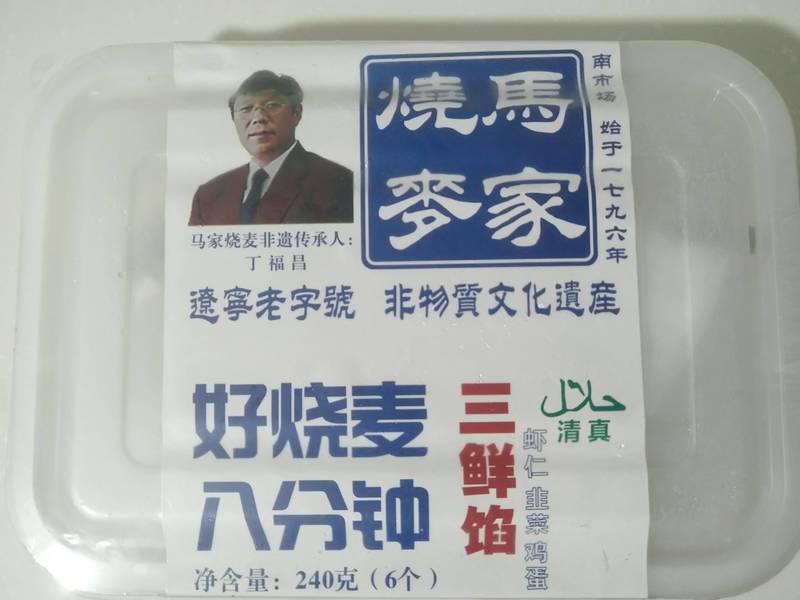 馬家
燒麥
南市场 始于一七九六年
马家烧麦非遗传承人:
丁福昌
遼寧老字號 非物質文化遺産
好烧麦
八分钟
三鲜馅
虾仁 韭菜 鸡蛋
حلال
清真
净含量: 240克(6个)